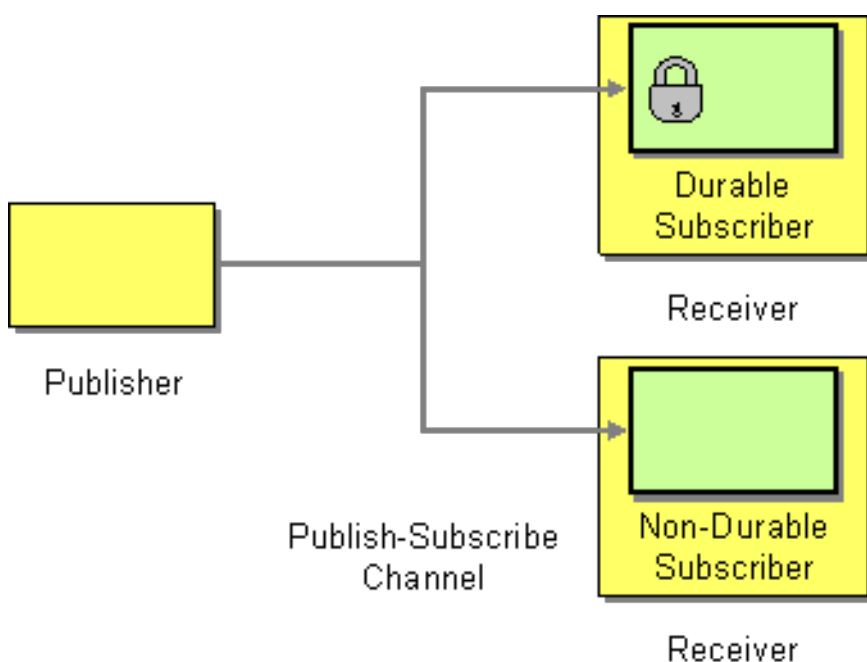 Durable
Subscriber
Receiver
Publisher
Publish-Subscribe
Channel
Non-Durable
Subscriber
Receiver